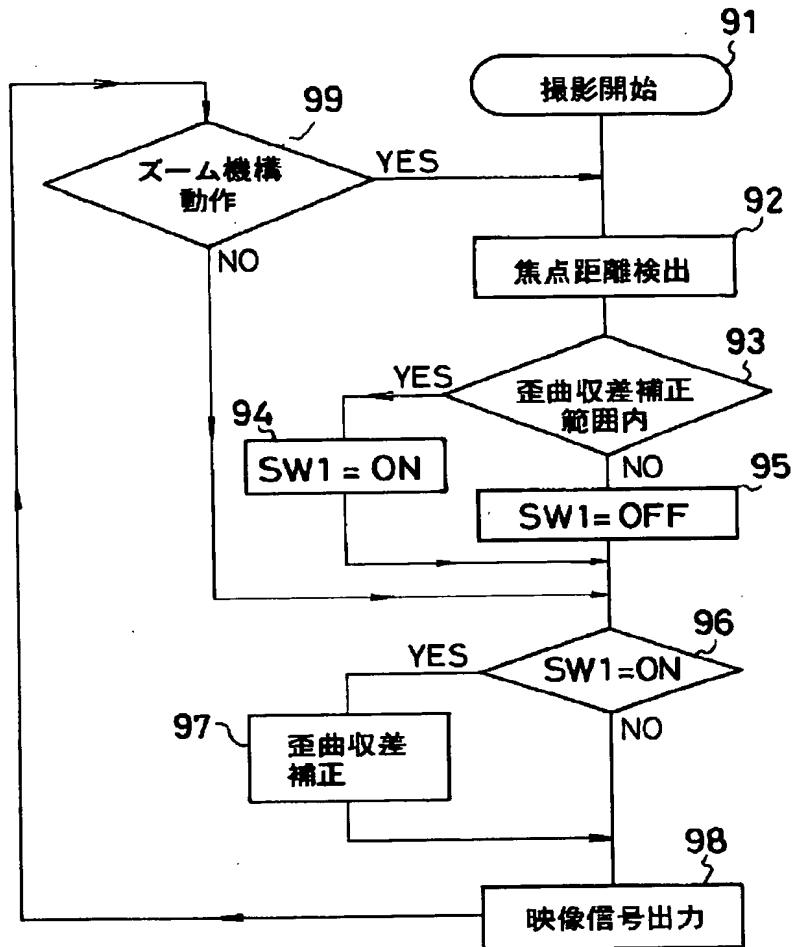 91
撮影開始
99
ズーム機構
動作
YES
NO
92
焦点距離検出
93
歪曲収差補正
範囲内
YES
NO
94
SW1 = ON
95
SW1=OFF
96
SW1=ON
YES
NO
97
歪曲収差
補正
98
映像信号出力